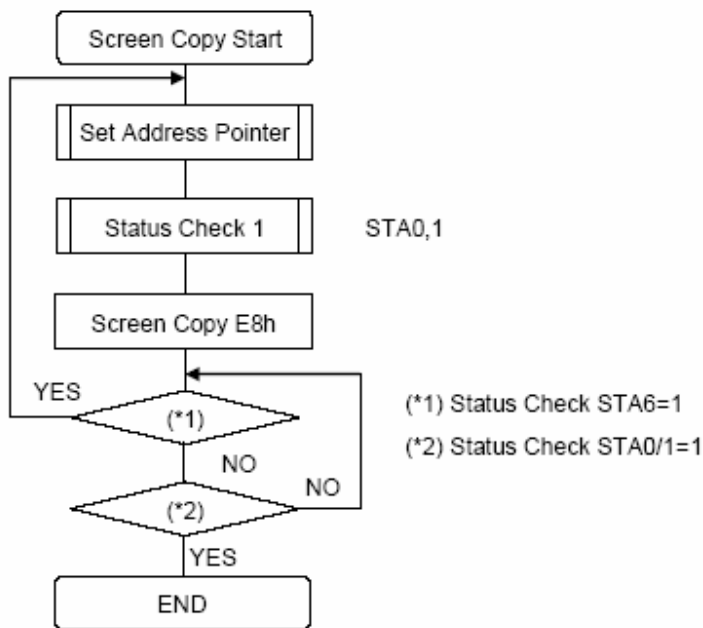 Screen Copy Start
Set Address Pointer
Status Check 1
STA0,1
Screen Copy E8h
YES
(*1)
(*1) Status Check STA6=1
NO
(*2) Status Check STA0/1=1
NO
(*2)
YES
END